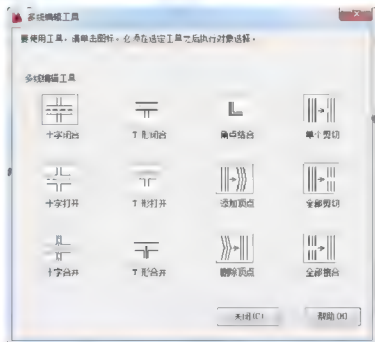 多线编辑工具
要使用工具，请单击图标。必须在选定工具之后执行对象选择。
多线编辑工具
十字闭合 T 形闭合 角点结合 单个剪切
十字打开 T 形打开 添加顶点 全部剪切
十字合并 T 形合并 删除顶点 全部接合
关闭(C) 帮助(H)